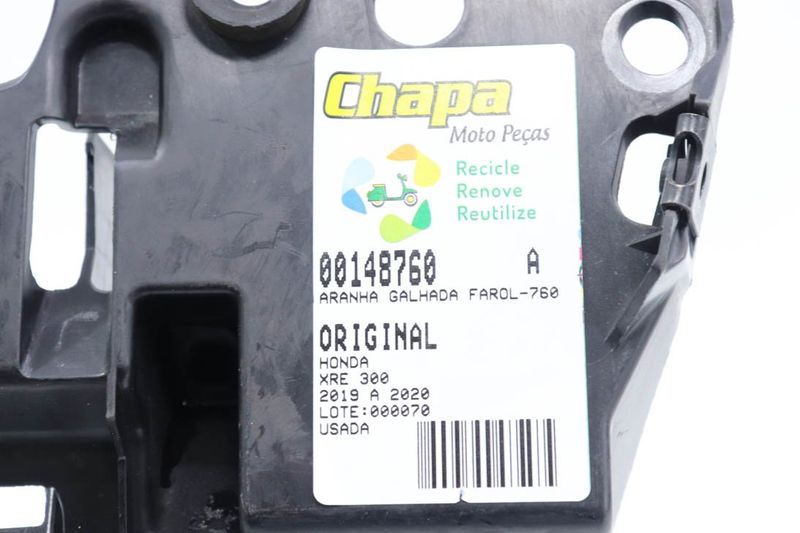 Chapa
Moto Peças
Recicle
Renove
Reutilize
00148760 A
ARANHA GALHADA FAROL-760
ORIGINAL
HONDA
XRE 300
2019 A 2020
LOTE:000070
USADA